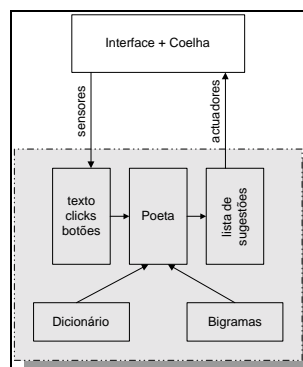 Interface + Coelha
sensores
actuadores
texto
clicks
botões
Poeta
lista de
sugestões
Dicionário
Bigramas